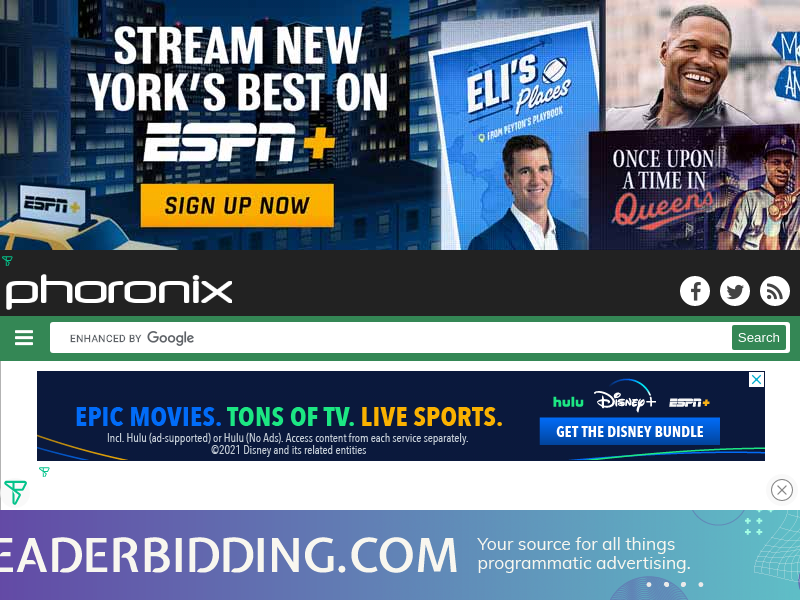 STREAM NEW
YORK'S BEST ON
ESPN+
SIGN UP NOW
ESPN+
ELI'S
Places
FROM PEYTON'S PLAYBOOK
ONCE UPON
A TIME IN
Queens
phoronix
ENHANCED BY Google
Search
EPIC MOVIES. TONS OF TV. LIVE SPORTS.
Incl. Hulu (ad-supported) or Hulu (No Ads). Access content from each service separately.
©2021 Disney and its related entities
hulu Disney+ ESPN+
GET THE DISNEY BUNDLE
EADERBIDDING.COM
Your source for all things
programmatic advertising.